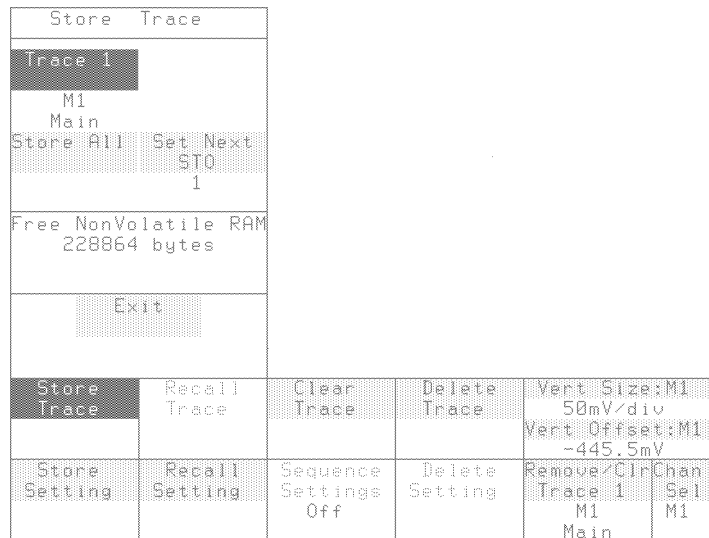 Store Trace
Trace 1
M1
Main
Store All Set Next
STO
1
Free NonVolatile RAM
228864 bytes
Exit
Store Recall Clear Delete Vert Size:M1
Trace Trace Trace Trace 50mV/div
Vert Offset:M1
-445.5mV
Store Recall Sequence Delete Remove/Clr Chan
Setting Setting Settings Setting Trace 1 Sel
Off M1 M1
Main